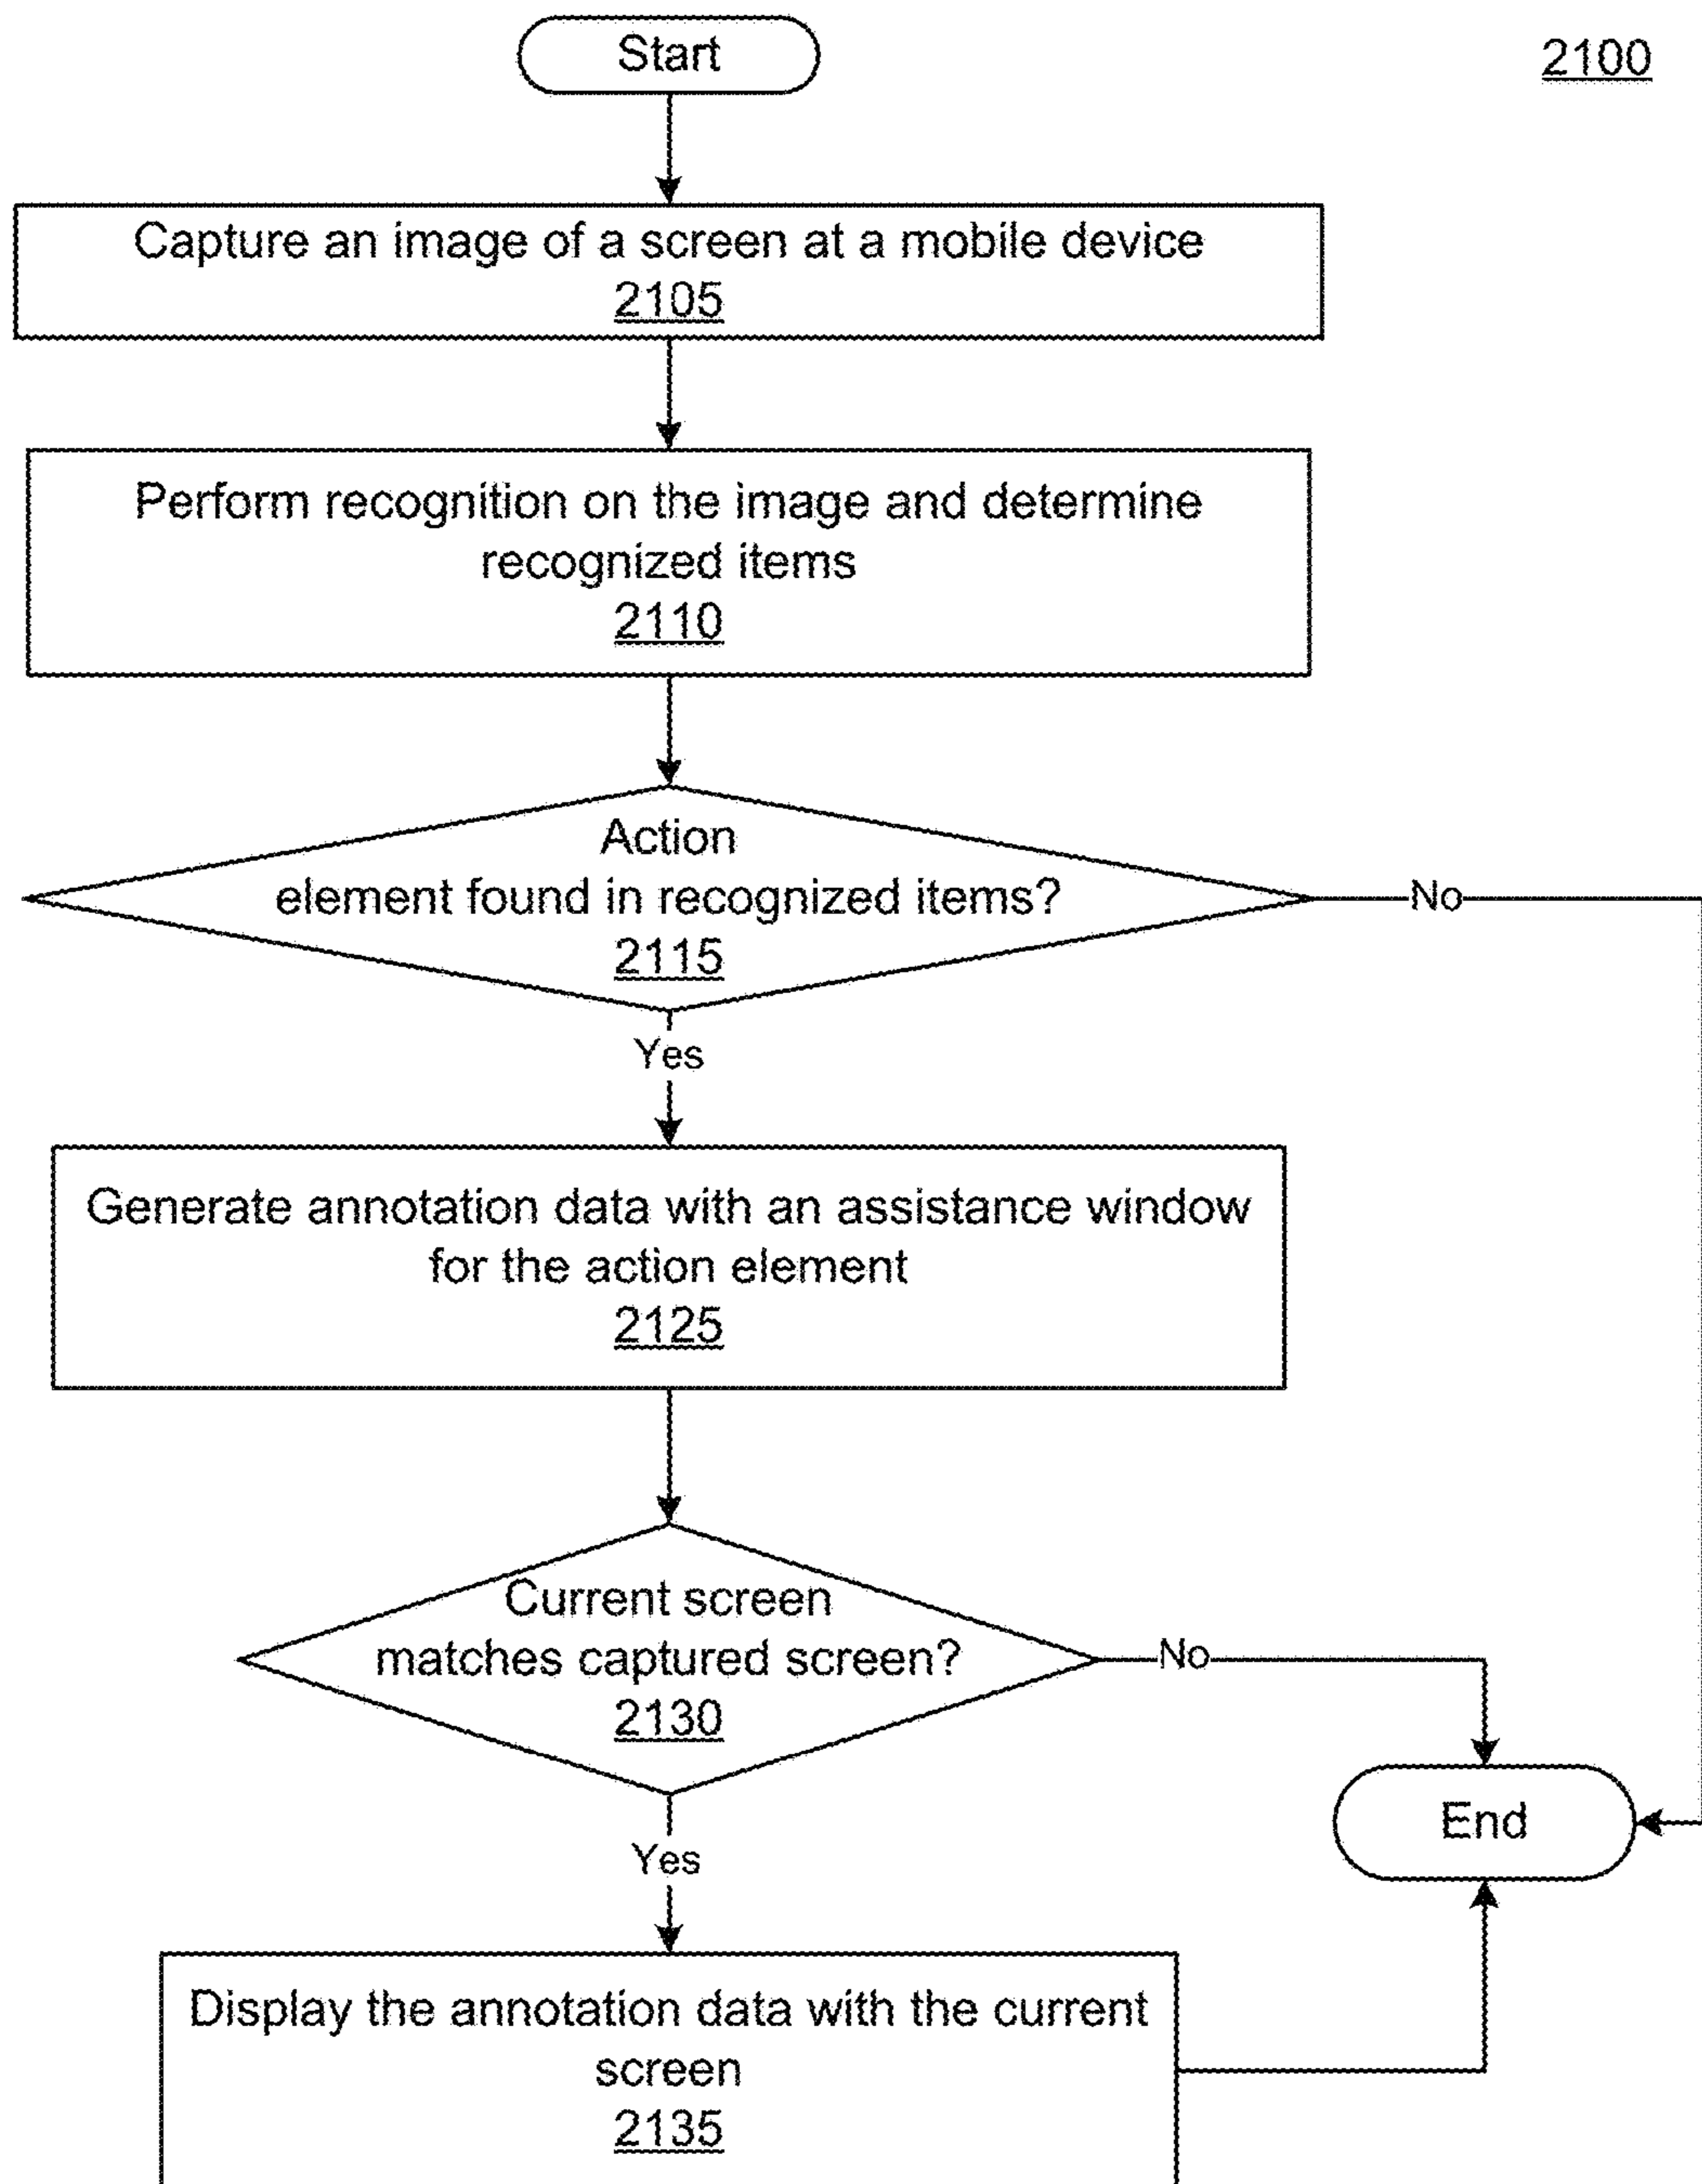 Start
2100
Capture an image of a screen at a mobile device
2105
Perform recognition on the image and determine
recognized items
2110
Action
element found in recognized items?
2115
No
Yes
Generate annotation data with an assistance window
for the action element
2125
Current screen
matches captured screen?
2130
No
End
Yes
Display the annotation data with the current
screen
2135